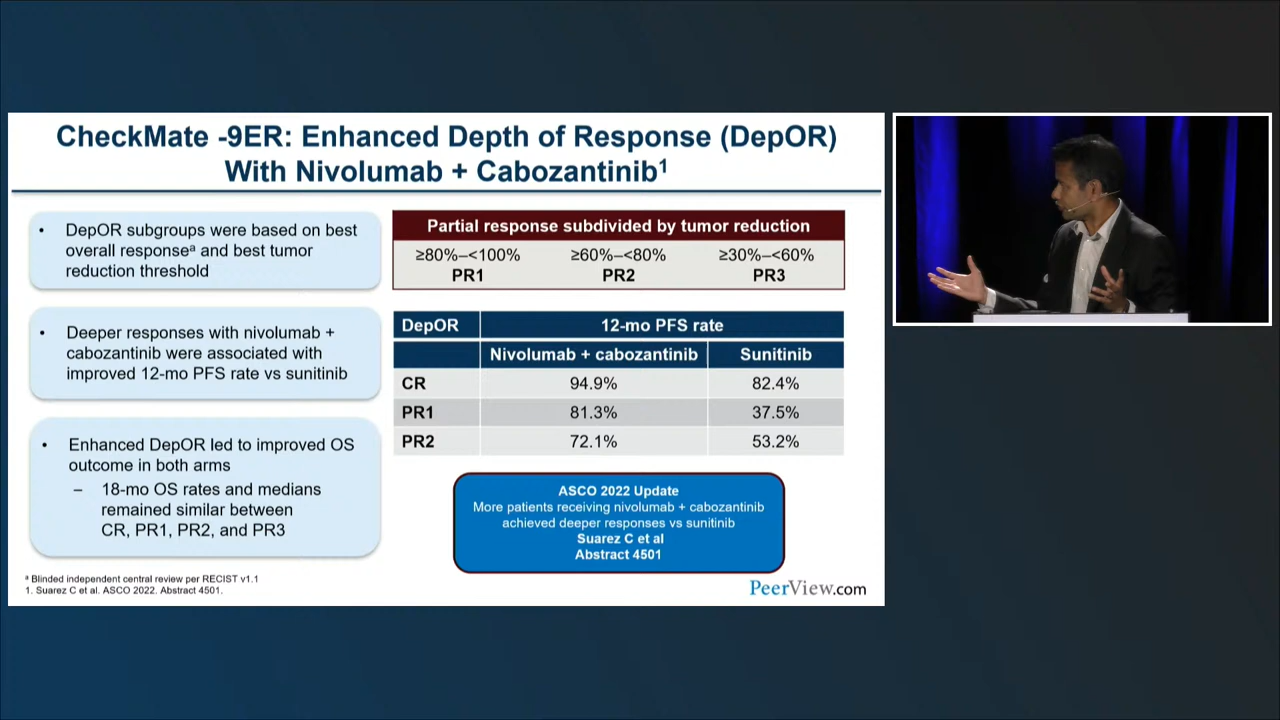 CheckMate -9ER: Enhanced Depth of Response (DepOR)
With Nivolumab + Cabozantinib¹
• DepOR subgroups were based on best
overall responseᵃ and best tumor
reduction threshold
• Deeper responses with nivolumab +
cabozantinib were associated with
improved 12-mo PFS rate vs sunitinib
• Enhanced DepOR led to improved OS
outcome in both arms
– 18-mo OS rates and medians
remained similar between
CR, PR1, PR2, and PR3
Partial response subdivided by tumor reduction
≥80%–<100% ≥60%–<80% ≥30%–<60%
PR1 PR2 PR3
DepOR 12-mo PFS rate
Nivolumab + cabozantinib Sunitinib
CR 94.9% 82.4%
PR1 81.3% 37.5%
PR2 72.1% 53.2%
ASCO 2022 Update
More patients receiving nivolumab + cabozantinib
achieved deeper responses vs sunitinib
Suarez C et al
Abstract 4501
ᵃ Blinded independent central review per RECIST v1.1
1. Suarez C et al. ASCO 2022. Abstract 4501.
PeerView.com